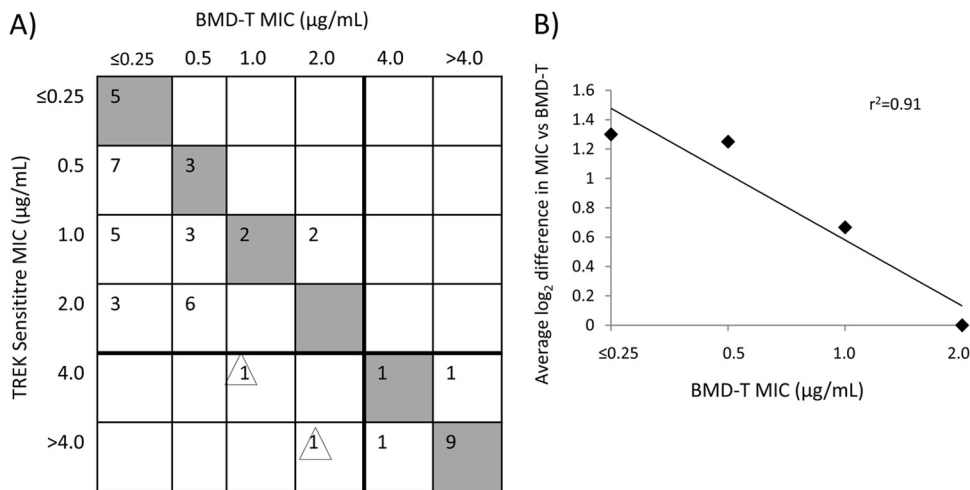 A)
BMD-T MIC (µg/mL)
≤0.25 0.5 1.0 2.0 4.0 >4.0
TREK Sensititre MIC (µg/mL)
≤0.25 5
0.5 7 3
1.0 5 3 2 2
2.0 3 6
4.0 1 1 1
>4.0 1 1 9
B)
Average log₂ difference in MIC vs BMD-T
1.6
1.4
1.2
1
0.8
0.6
0.4
0.2
0
r²=0.91
≤0.25 0.5 1.0 2.0
BMD-T MIC (µg/mL)